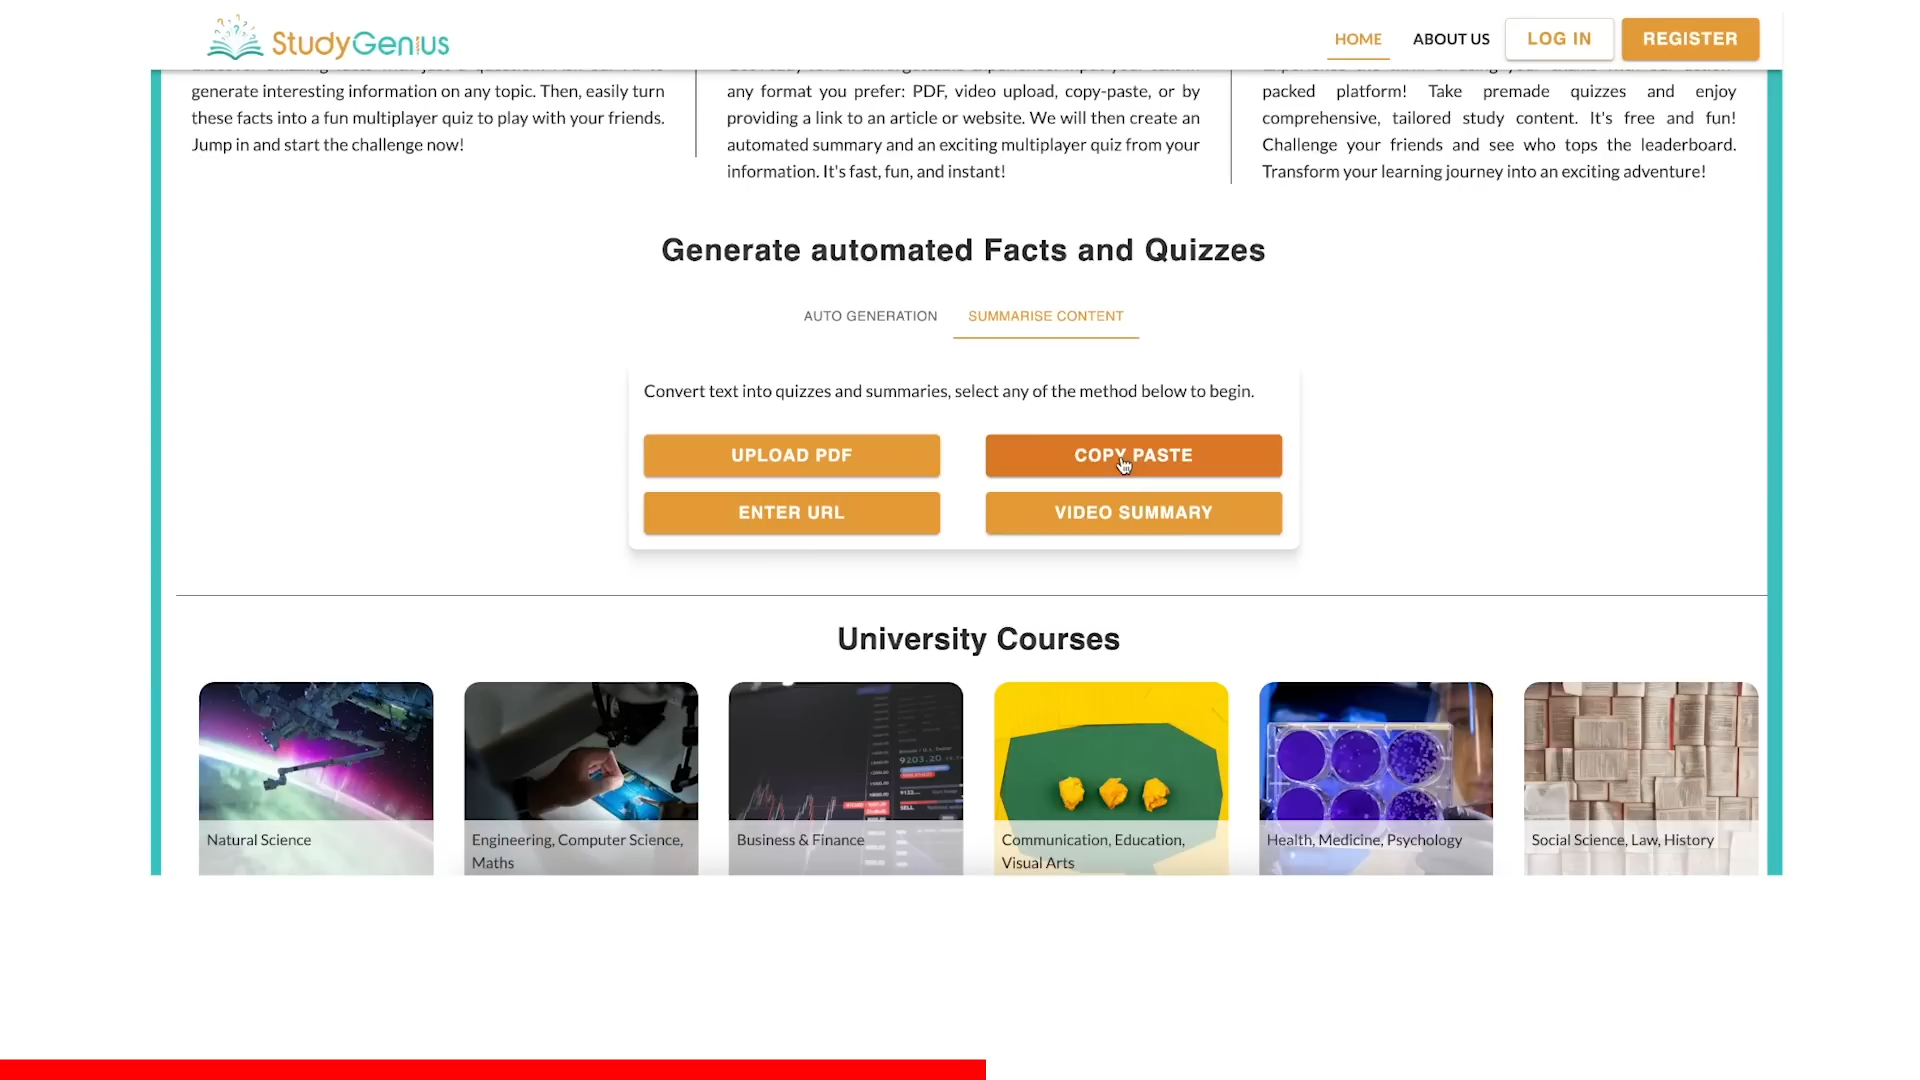 StudyGenius
HOME
ABOUT US
LOG IN
REGISTER
generate interesting information on any topic. Then, easily turn
these facts into a fun multiplayer quiz to play with your friends.
Jump in and start the challenge now!
any format you prefer: PDF, video upload, copy-paste, or by
providing a link to an article or website. We will then create an
automated summary and an exciting multiplayer quiz from your
information. It's fast, fun, and instant!
packed platform! Take premade quizzes and enjoy
comprehensive, tailored study content. It's free and fun!
Challenge your friends and see who tops the leaderboard.
Transform your learning journey into an exciting adventure!
Generate automated Facts and Quizzes
AUTO GENERATION
SUMMARISE CONTENT
Convert text into quizzes and summaries, select any of the method below to begin.
UPLOAD PDF
COPY PASTE
ENTER URL
VIDEO SUMMARY
University Courses
9203.20
SELL
Natural Science
Engineering, Computer Science,
Maths
Business & Finance
Communication, Education,
Visual Arts
Health, Medicine, Psychology
Social Science, Law, History